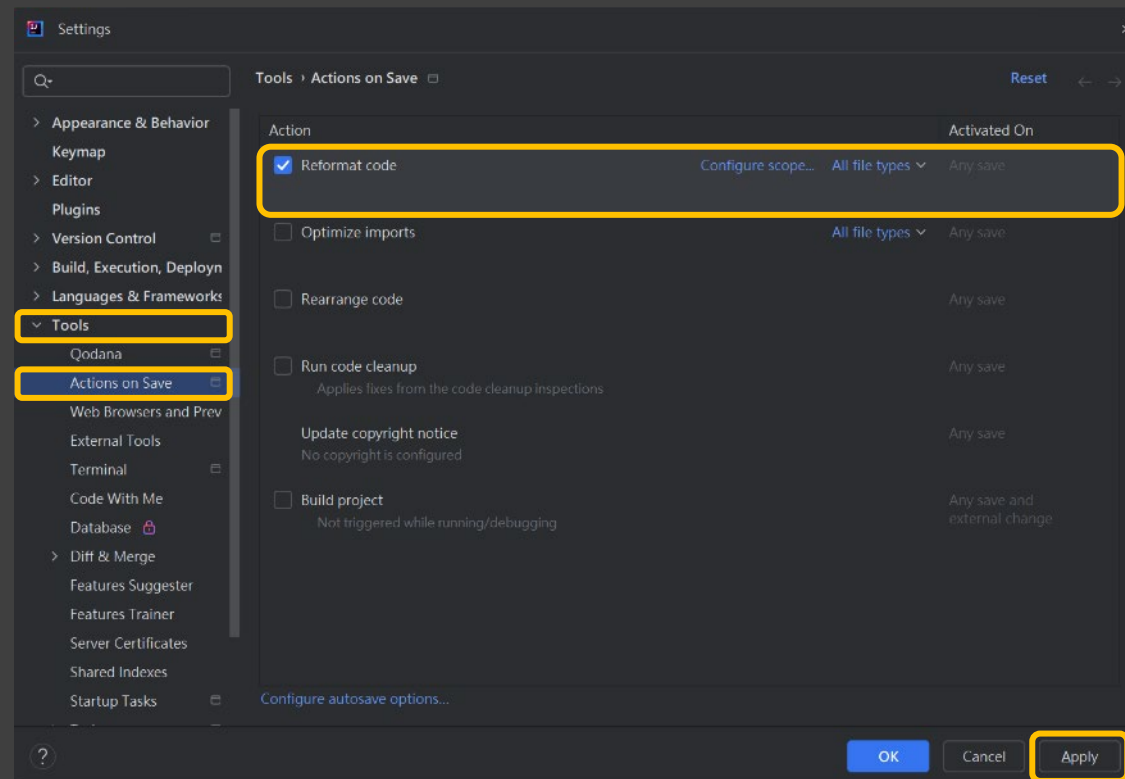 Settings
Tools › Actions on Save
Reset
Appearance & Behavior
Keymap
Editor
Plugins
Version Control
Build, Execution, Deployn
Languages & Frameworks
Tools
Qodana
Actions on Save
Web Browsers and Prev
External Tools
Terminal
Code With Me
Database
Diff & Merge
Features Suggester
Features Trainer
Server Certificates
Shared Indexes
Startup Tasks
Action
Activated On
Reformat code
Configure scope...
All file types
Any save
Optimize imports
All file types
Any save
Rearrange code
Any save
Run code cleanup
Any save
Applies fixes from the code cleanup inspections
Update copyright notice
Any save
No copyright is configured
Build project
Any save and
external change
Not triggered while running/debugging
Configure autosave options...
?
OK
Cancel
Apply